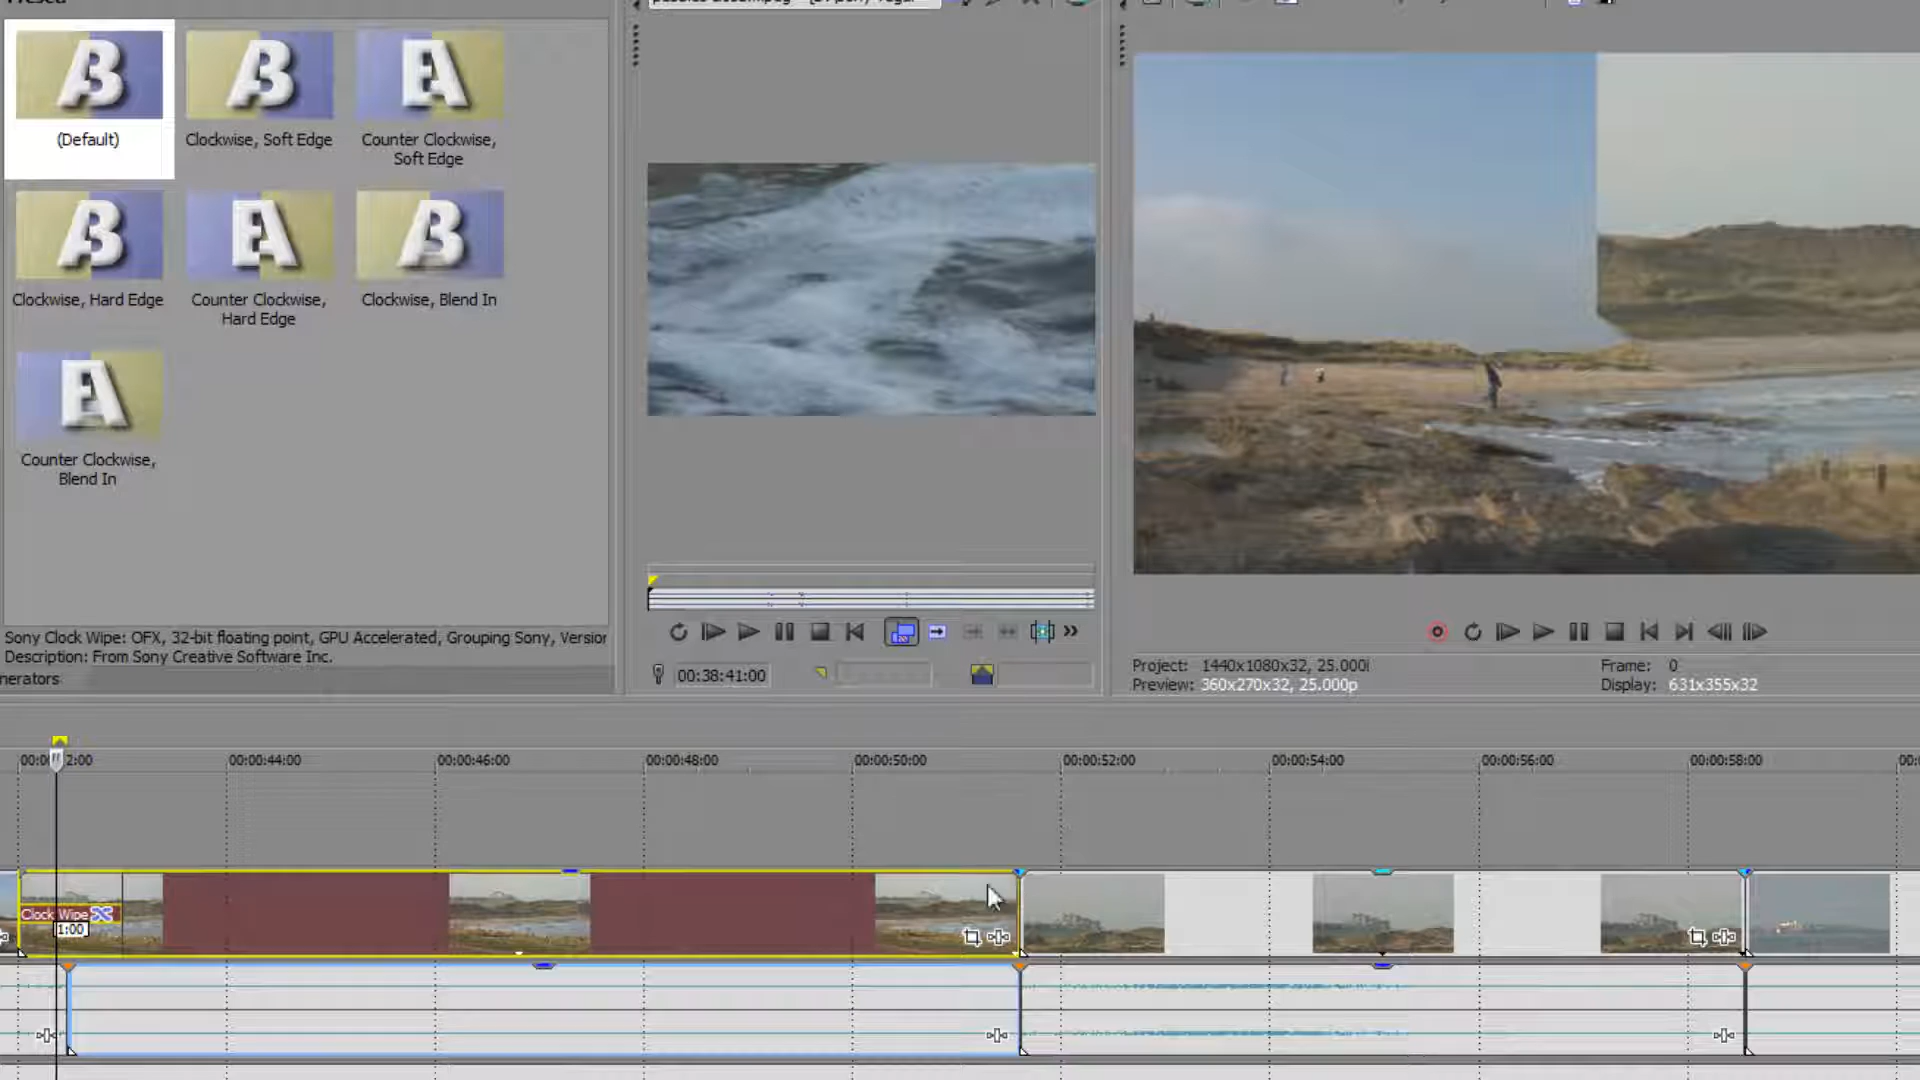 (Default)
Clockwise, Soft Edge
Counter Clockwise,
Soft Edge
Clockwise, Hard Edge
Counter Clockwise,
Hard Edge
Clockwise, Blend In
Counter Clockwise,
Blend In
Sony Clock Wipe: OFX, 32-bit floating point, GPU Accelerated, Grouping Sony, Version
Description: From Sony Creative Software Inc.
nerators
00:38:41:00
Project: 1440x1080x32, 25.000i
Preview: 360x270x32, 25.000p
Frame: 0
Display: 631x355x32
2:00
00:00:44:00
00:00:46:00
00:00:48:00
00:00:50:00
00:00:52:00
00:00:54:00
00:00:56:00
00:00:58:00
Clock Wipe
1:00